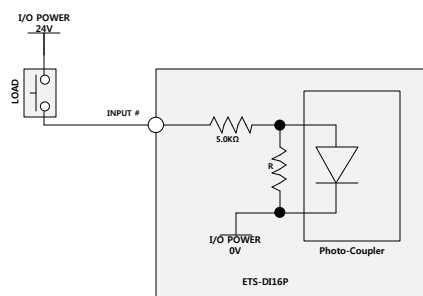 I/O POWER
24V
LOAD
INPUT #
5.0KΩ
R
I/O POWER
0V
Photo-Coupler
ETS-DI16P